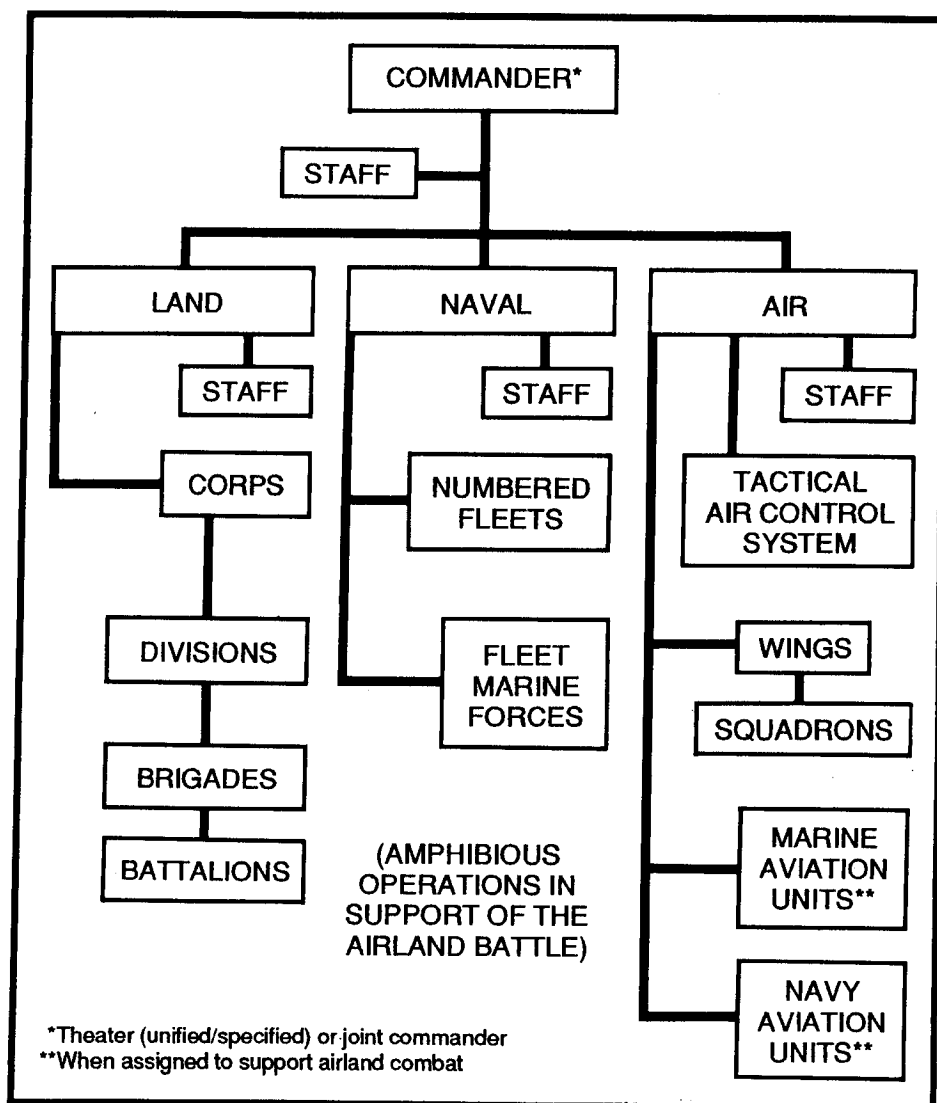 COMMANDER*
STAFF
LAND
NAVAL
AIR
STAFF
STAFF
STAFF
CORPS
NUMBERED
FLEETS
TACTICAL
AIR CONTROL
SYSTEM
DIVISIONS
FLEET
MARINE
FORCES
WINGS
SQUADRONS
BRIGADES
BATTALIONS
(AMPHIBIOUS
OPERATIONS IN
SUPPORT OF THE
AIRLAND BATTLE)
MARINE
AVIATION
UNITS**
NAVY
AVIATION
UNITS**
*Theater (unified/specified) or joint commander
**When assigned to support airland combat